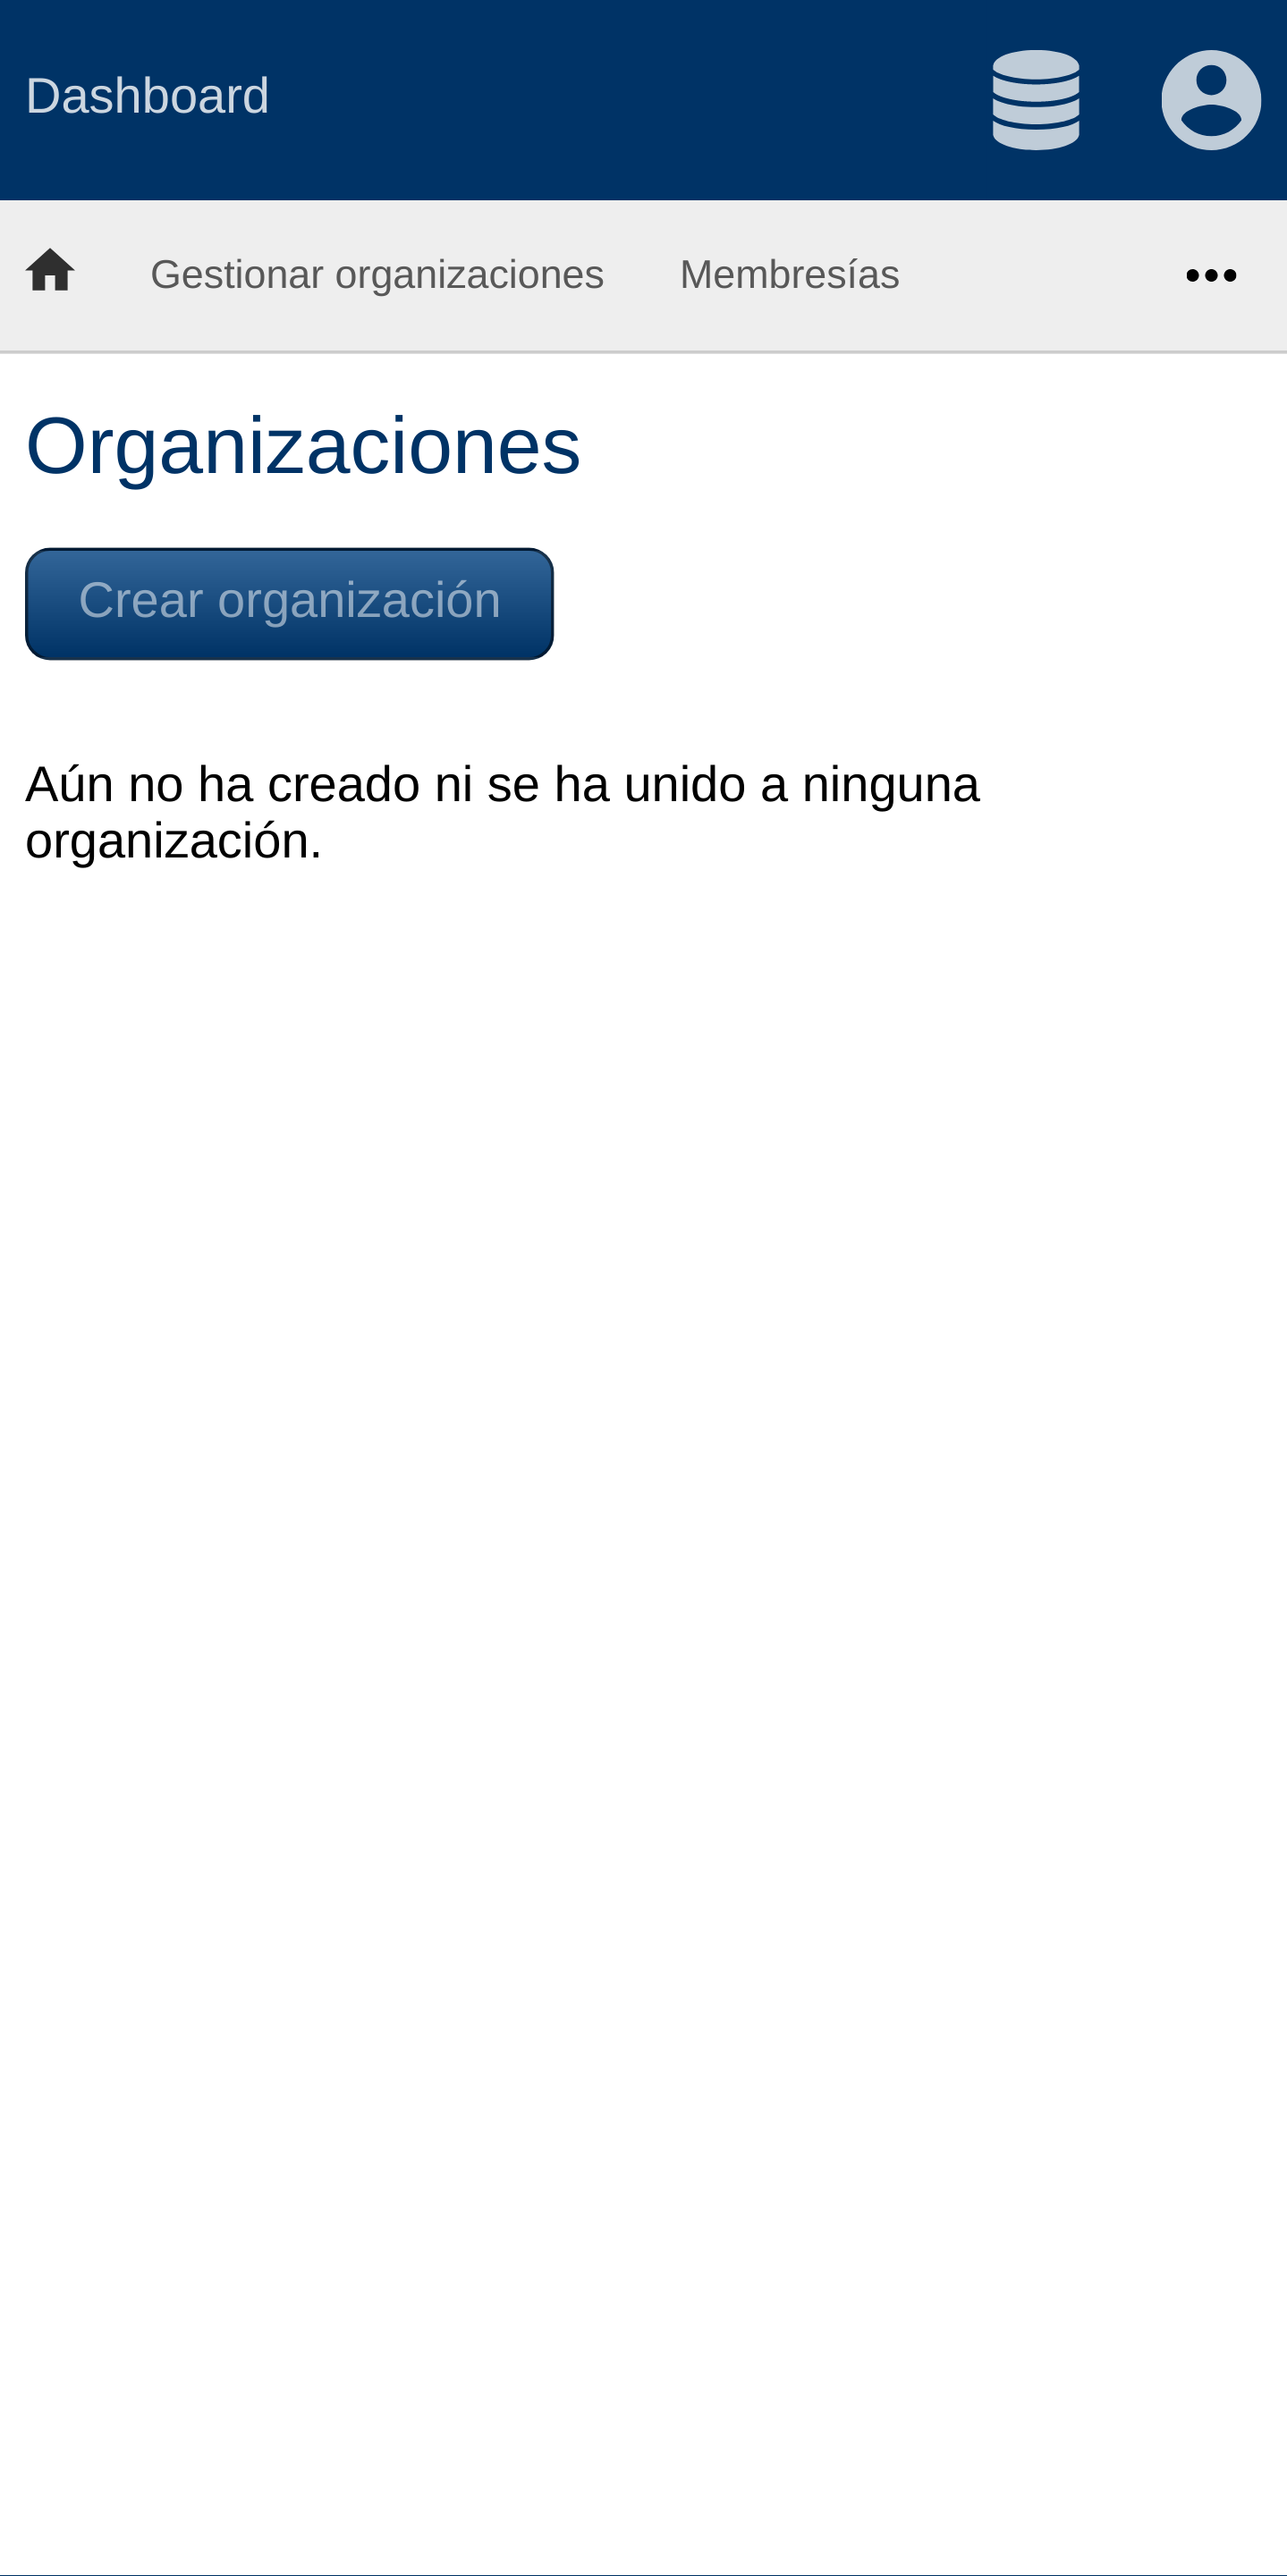 Dashboard
Gestionar organizaciones Membresías
Organizaciones
Crear organización
Aún no ha creado ni se ha unido a ninguna
organización.